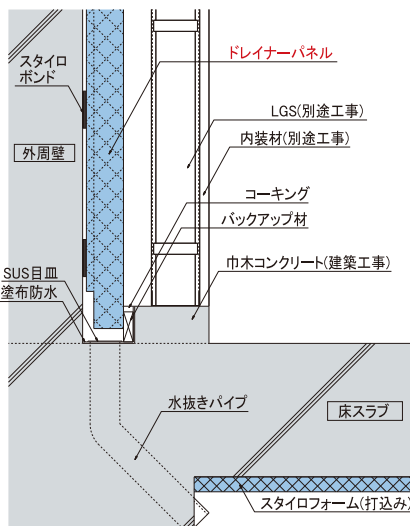 スタイロ
ボンド
ドレイナーパネル
LGS(別途工事)
外周壁
内装材(別途工事)
コーキング
バックアップ材
SUS目皿
巾木コンクリート(建築工事)
塗布防水
水抜きパイプ
床スラブ
スタイロフォーム(打込み)